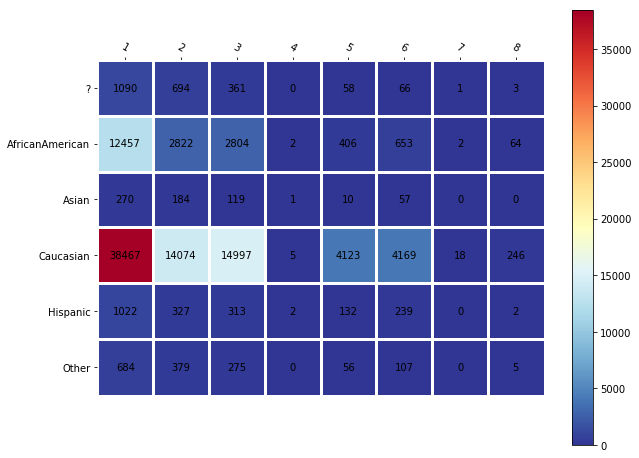 1 2 3 4 5 6 7 8
? 1090 694 361 0 58 66 1 3
AfricanAmerican 12457 2822 2804 2 406 653 2 64
Asian 270 184 119 1 10 57 0 0
Caucasian 38467 14074 14997 5 4123 4169 18 246
Hispanic 1022 327 313 2 132 239 0 2
Other 684 379 275 0 56 107 0 5
35000
30000
25000
20000
15000
10000
5000
0